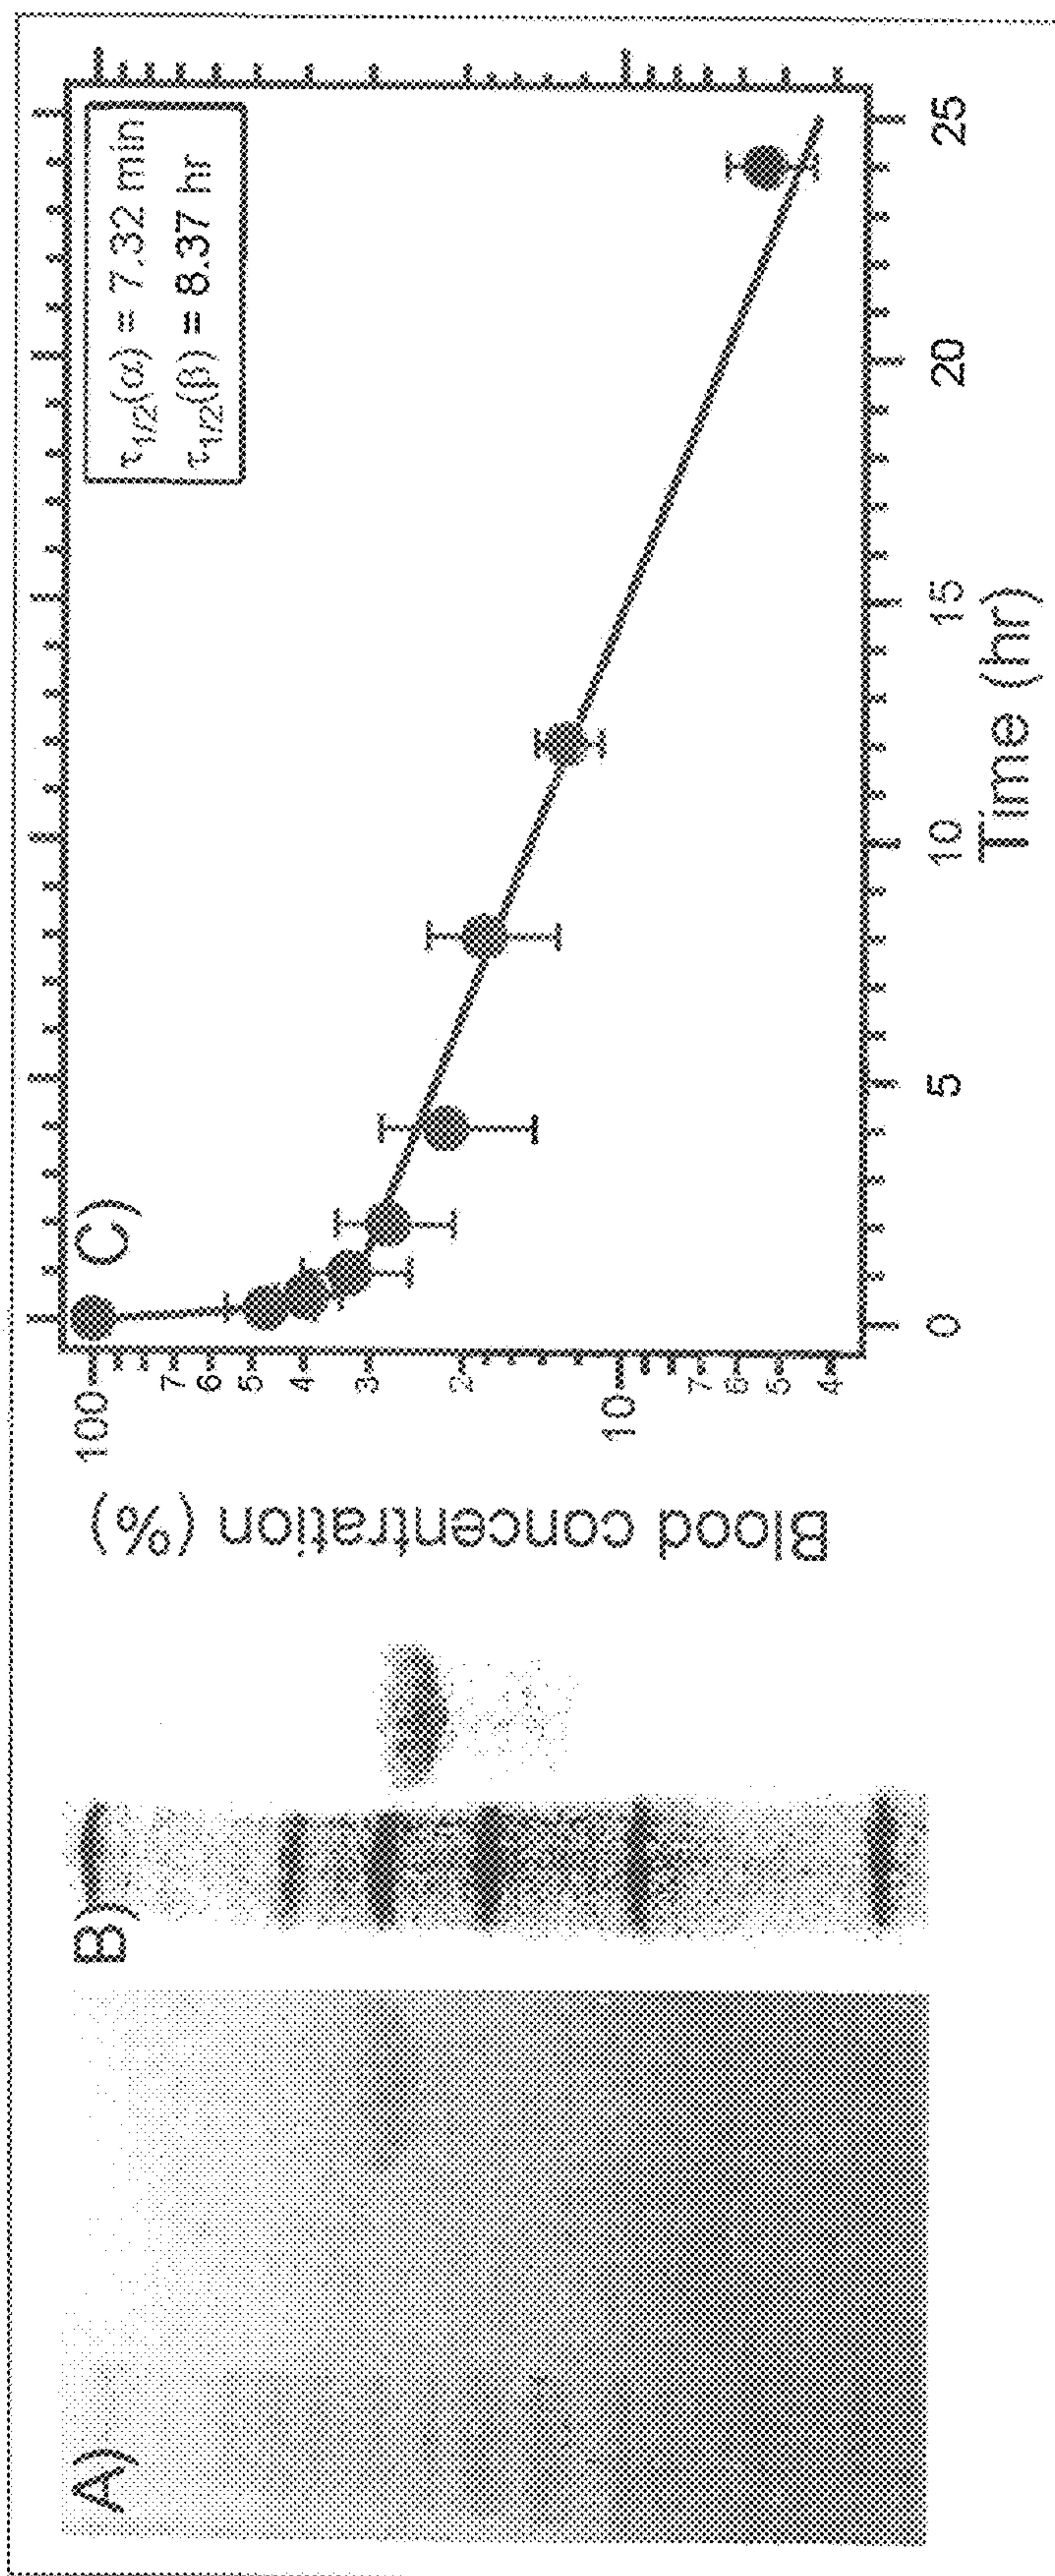 A)
B)
C)
τ1/2(α) = 7.32 min
τ1/2(β) = 8.37 hr
Blood concentration (%)
100
7
6
5
4
3
2
10
7
6
5
4
0
5
10
15
20
25
Time (hr)